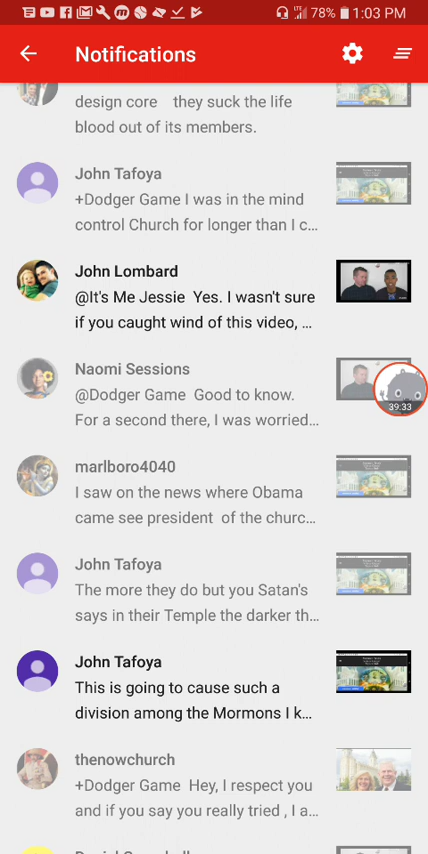 78% 1:03 PM
Notifications
design core they suck the life
blood out of its members.
John Tafoya
+Dodger Game I was in the mind
control Church for longer than I c...
John Lombard
@It's Me Jessie Yes. I wasn't sure
if you caught wind of this video, ...
Naomi Sessions
@Dodger Game Good to know.
For a second there, I was worried...
39:33
marlboro4040
I saw on the news where Obama
came see president of the churc...
John Tafoya
The more they do but you Satan's
says in their Temple the darker th...
John Tafoya
This is going to cause such a
division among the Mormons I k...
thenowchurch
+Dodger Game Hey, I respect you
and if you say you really tried , I a...